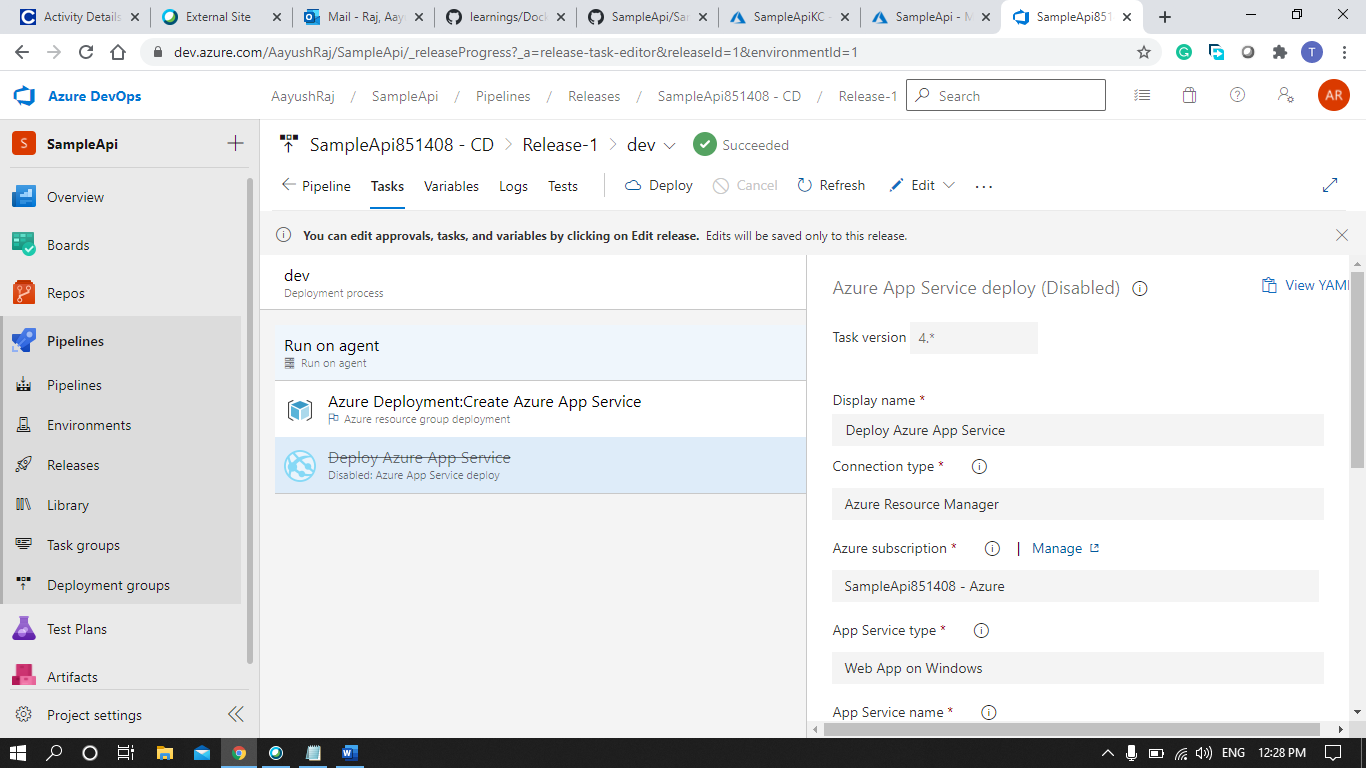 Activity Details
External Site
Mail - Raj, Aay
learnings/Dock
SampleApi/Sar
SampleApiKC -
SampleApi - M
SampleApi851
dev.azure.com/AayushRaj/SampleApi/_releaseProgress?_a=release-task-editor&releaseId=1&environmentId=1
T
Azure DevOps
AayushRaj / SampleApi / Pipelines / Releases / SampleApi851408 - CD / Release-1
Search
AR
S SampleApi
Overview
Boards
Repos
Pipelines
Pipelines
Environments
Releases
Library
Task groups
Deployment groups
Test Plans
Artifacts
Project settings
SampleApi851408 - CD > Release-1 > dev
Succeeded
Pipeline Tasks Variables Logs Tests
Deploy Cancel Refresh Edit ...
You can edit approvals, tasks, and variables by clicking on Edit release. Edits will be saved only to this release.
dev
Deployment process
Run on agent
Run on agent
Azure Deployment:Create Azure App Service
Azure resource group deployment
Deploy Azure App Service
Disabled: Azure App Service deploy
Azure App Service deploy (Disabled)
View YAML
Task version 4.*
Display name *
Deploy Azure App Service
Connection type *
Azure Resource Manager
Azure subscription * | Manage
SampleApi851408 - Azure
App Service type *
Web App on Windows
App Service name *
ENG 12:28 PM